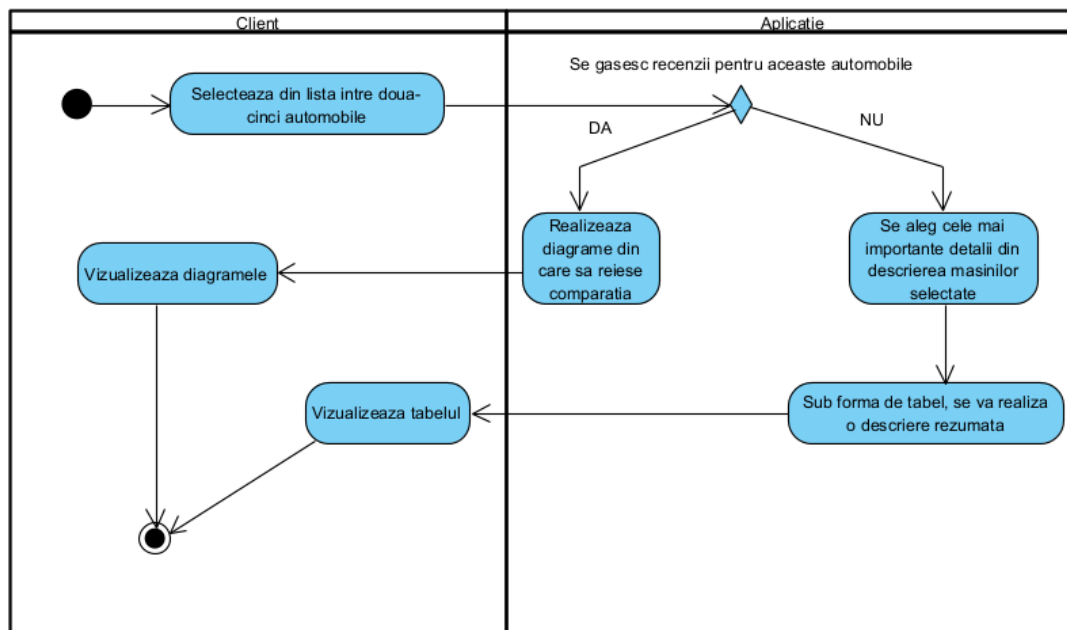 Client
Aplicatie
Se gasesc recenzii pentru aceaste automobile
Selecteaza din lista intre doua-
cinci automobile
DA
NU
Realizeaza
diagrame din
care sa reiese
comparatia
Se aleg cele mai
importante detalii din
descrierea masinilor
selectate
Vizualizeaza diagramele
Vizualizeaza tabelul
Sub forma de tabel, se va realiza
o descriere rezumata